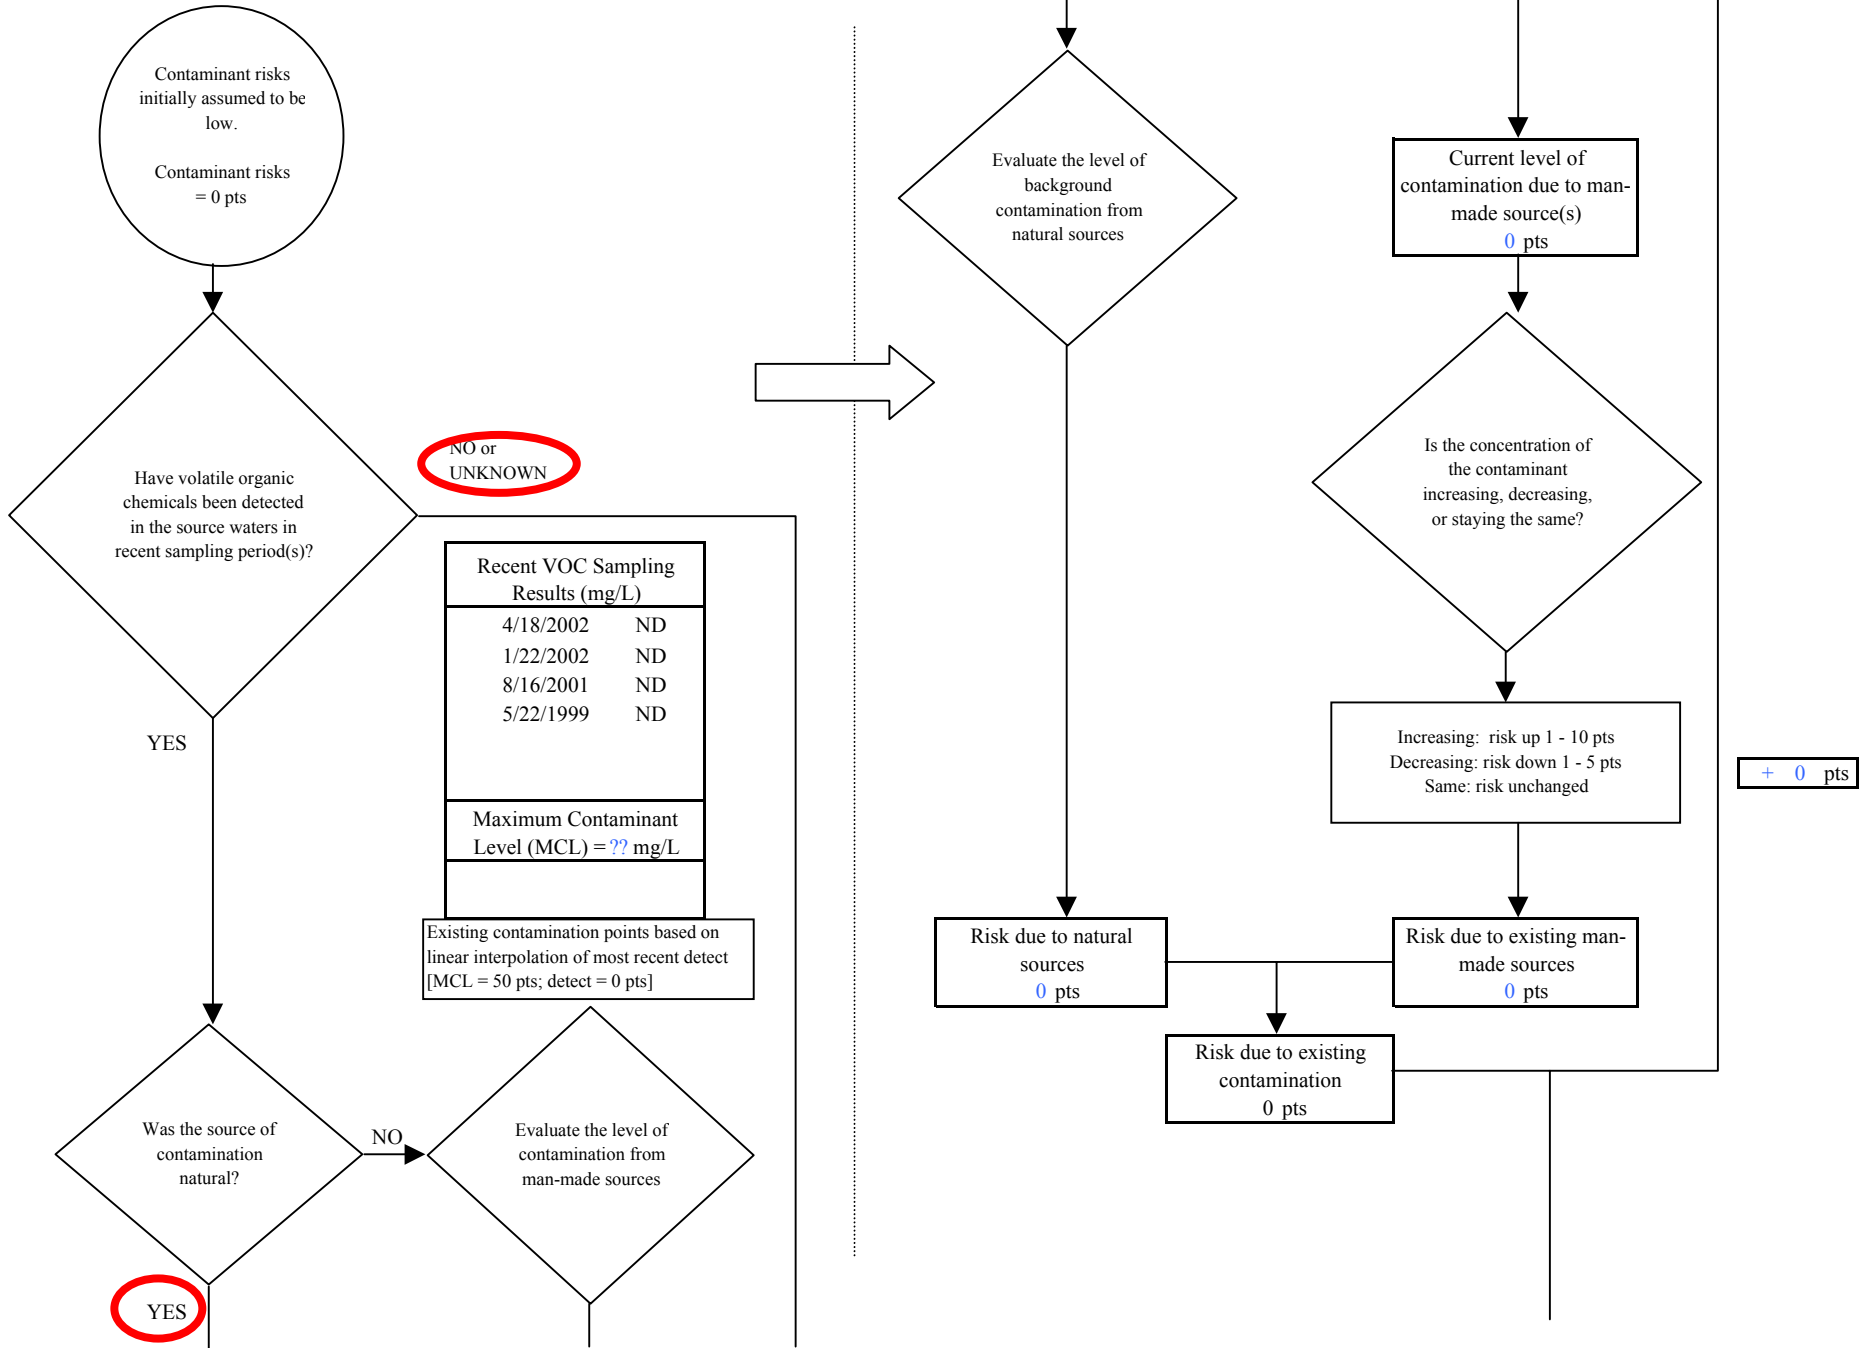 Contaminant risks
initially assumed to be
low.
Contaminant risks
= 0 pts
Have volatile organic
chemicals been detected
in the source waters in
recent sampling period(s)?
NO or
UNKNOWN
YES
Recent VOC Sampling
Results (mg/L)
4/18/2002 ND
1/22/2002 ND
8/16/2001 ND
5/22/1999 ND
Maximum Contaminant
Level (MCL) = ?? mg/L
Existing contamination points based on
linear interpolation of most recent detect
[MCL = 50 pts; detect = 0 pts]
Was the source of
contamination
natural?
NO
Evaluate the level of
contamination from
man-made sources
YES
Evaluate the level of
background
contamination from
natural sources
Current level of
contamination due to man-
made source(s)
0 pts
Is the concentration of
the contaminant
increasing, decreasing,
or staying the same?
Increasing: risk up 1 - 10 pts
Decreasing: risk down 1 - 5 pts
Same: risk unchanged
+ 0 pts
Risk due to natural
sources
0 pts
Risk due to existing man-
made sources
0 pts
Risk due to existing
contamination
0 pts